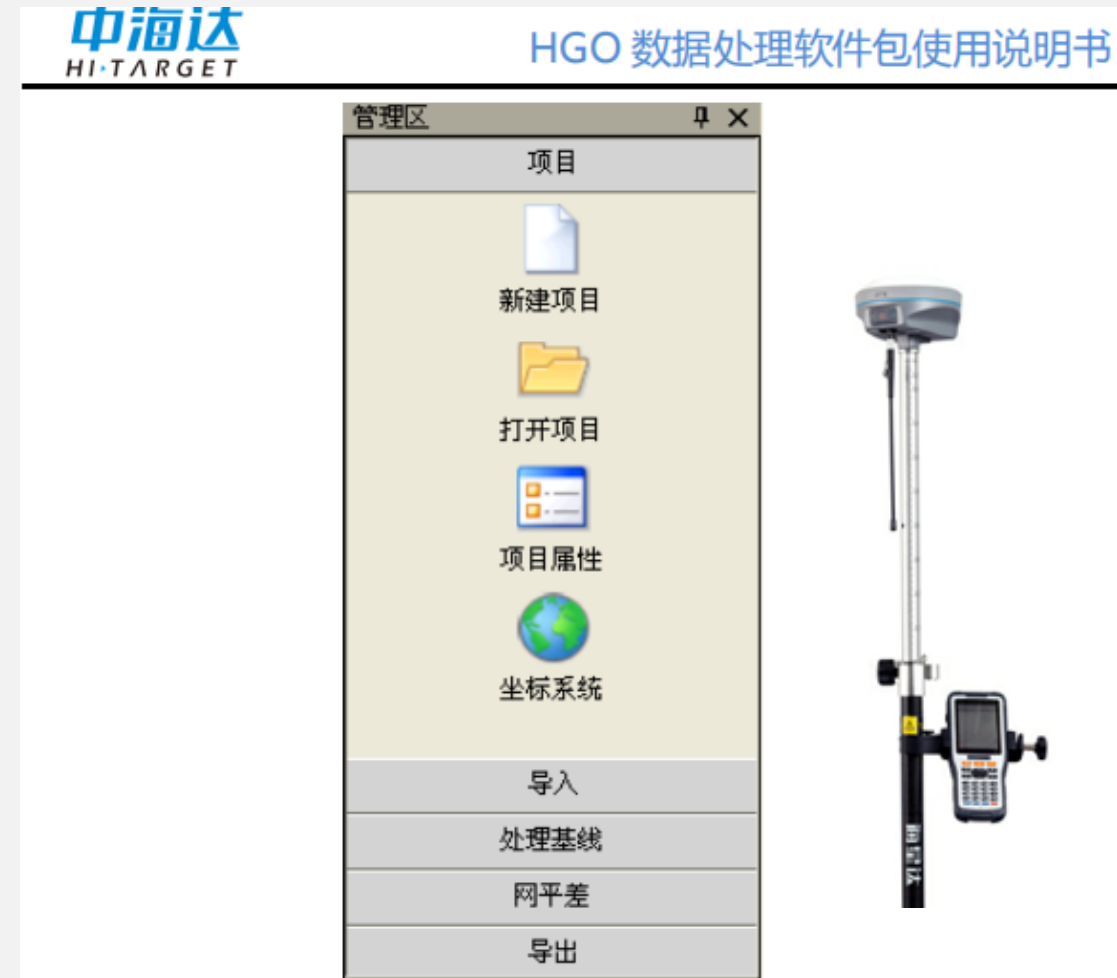 中海达
HI·TARGET
HGO 数据处理软件包使用说明书
管理区
项目
新建项目
打开项目
项目属性
坐标系统
导入
处理基线
网平差
导出